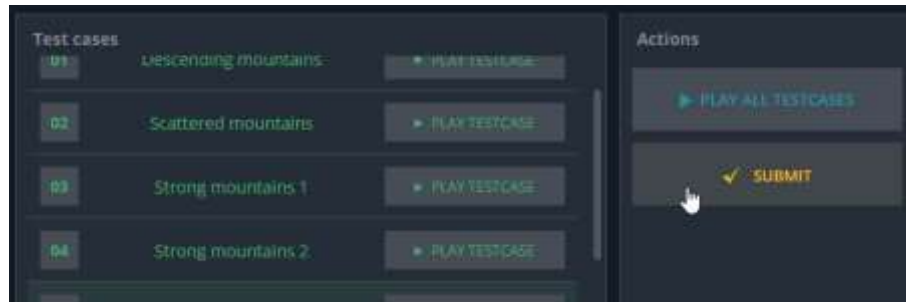 Test cases
01 Descending mountains ▶ PLAY TESTCASE
02 Scattered mountains ▶ PLAY TESTCASE
03 Strong mountains 1 ▶ PLAY TESTCASE
04 Strong mountains 2 ▶ PLAY TESTCASE
Actions
▶ PLAY ALL TESTCASES
✓ SUBMIT